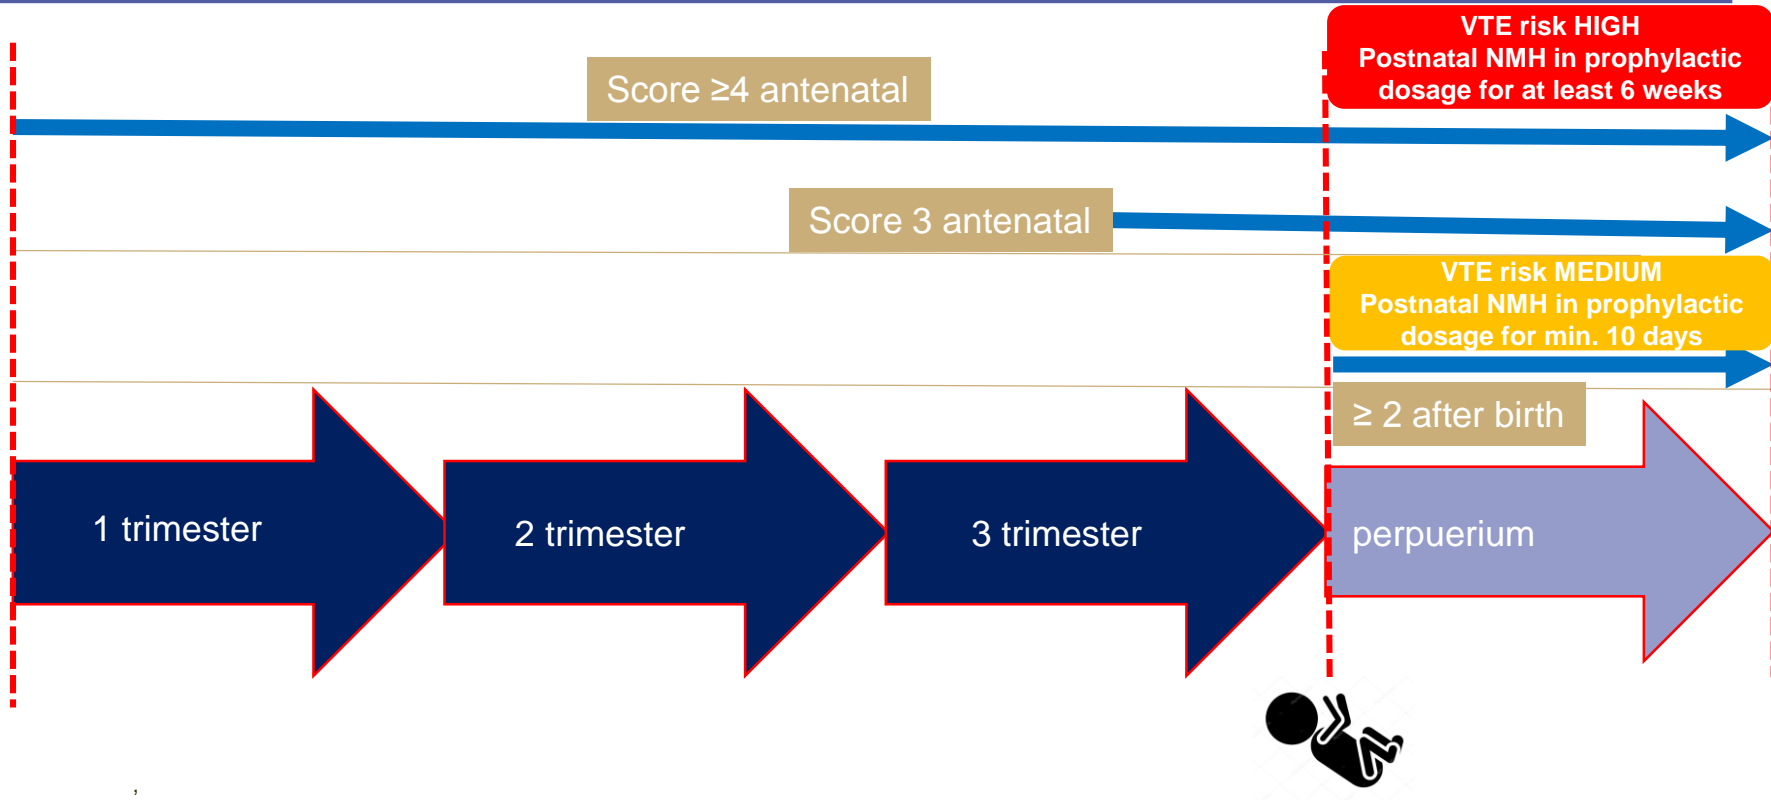 VTE risk HIGH
Postnatal NMH in prophylactic
dosage for at least 6 weeks
Score ≥4 antenatal
Score 3 antenatal
VTE risk MEDIUM
Postnatal NMH in prophylactic
dosage for min. 10 days
≥ 2 after birth
1 trimester
2 trimester
3 trimester
perpuerium
,